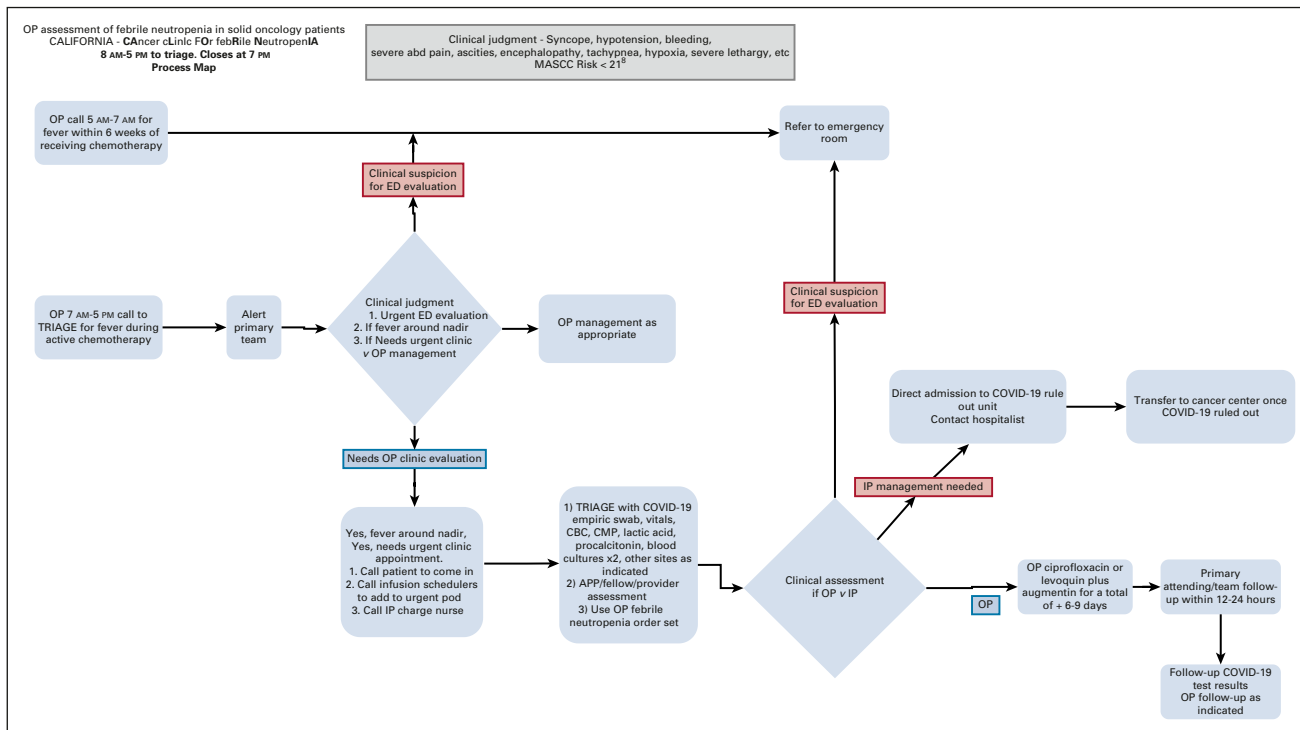 OP assessment of febrile neutropenia in solid oncology patients
CALIFORNIA - CAncer cLinIc FOr febRile NeutropenIA
8 AM-5 PM to triage. Closes at 7 PM
Process Map
Clinical judgment - Syncope, hypotension, bleeding,
severe abd pain, ascities, encephalopathy, tachypnea, hypoxia, severe lethargy, etc
MASCC Risk < 21⁸
OP call 5 AM-7 AM for
fever within 6 weeks of
receiving chemotherapy
Refer to emergency
room
Clinical suspicion
for ED evaluation
OP 7 AM-5 PM call to
TRIAGE for fever during
active chemotherapy
Alert
primary
team
Clinical judgment
1. Urgent ED evaluation
2. If fever around nadir
3. If Needs urgent clinic
v OP management
OP management as
appropriate
Clinical suspicion
for ED evaluation
Direct admission to COVID-19 rule
out unit
Contact hospitalist
Transfer to cancer center once
COVID-19 ruled out
Needs OP clinic evaluation
IP management needed
Yes, fever around nadir,
Yes, needs urgent clinic
appointment.
1. Call patient to come in
2. Call infusion schedulers
to add to urgent pod
3. Call IP charge nurse
1) TRIAGE with COVID-19
empiric swab, vitals,
CBC, CMP, lactic acid,
procalcitonin, blood
cultures x2, other sites as
indicated
2) APP/fellow/provider
assessment
3) Use OP febrile
neutropenia order set
Clinical assessment
if OP v IP
OP
OP ciprofloxacin or
levoquin plus
augmentin for a total
of + 6-9 days
Primary
attending/team follow-
up within 12-24 hours
Follow-up COVID-19
test results
OP follow-up as
indicated